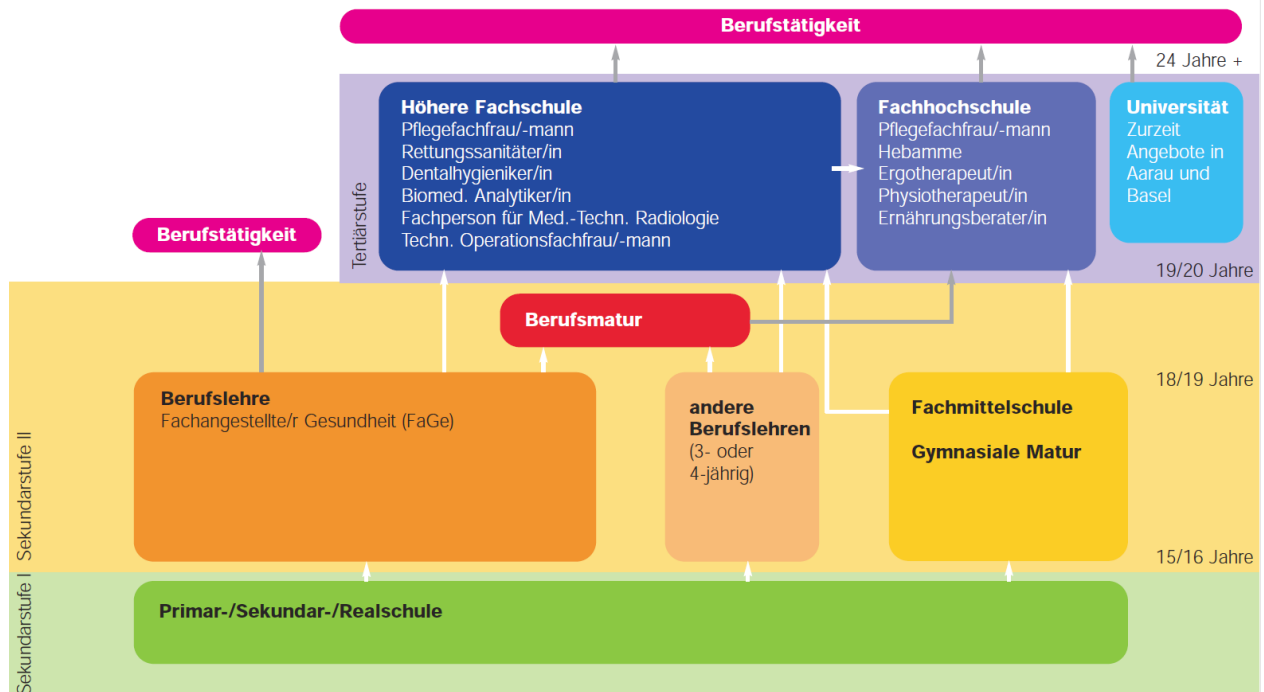 Berufstätigkeit
24 Jahre +
Tertiärstufe
Höhere Fachschule
Pflegefachfrau/-mann
Rettungssanitäter/in
Dentalhygieniker/in
Biomed. Analytiker/in
Fachperson für Med.-Techn. Radiologie
Techn. Operationsfachfrau/-mann
Fachhochschule
Pflegefachfrau/-mann
Hebamme
Ergotherapeut/in
Physiotherapeut/in
Ernährungsberater/in
Universität
Zurzeit
Angebote in
Aarau und
Basel
Berufstätigkeit
19/20 Jahre
Berufsmatur
18/19 Jahre
Sekundarstufe II
Berufslehre
Fachangestellte/r Gesundheit (FaGe)
andere
Berufslehren
(3- oder
4-jährig)
Fachmittelschule
Gymnasiale Matur
15/16 Jahre
Sekundarstufe I
Primar-/Sekundar-/Realschule